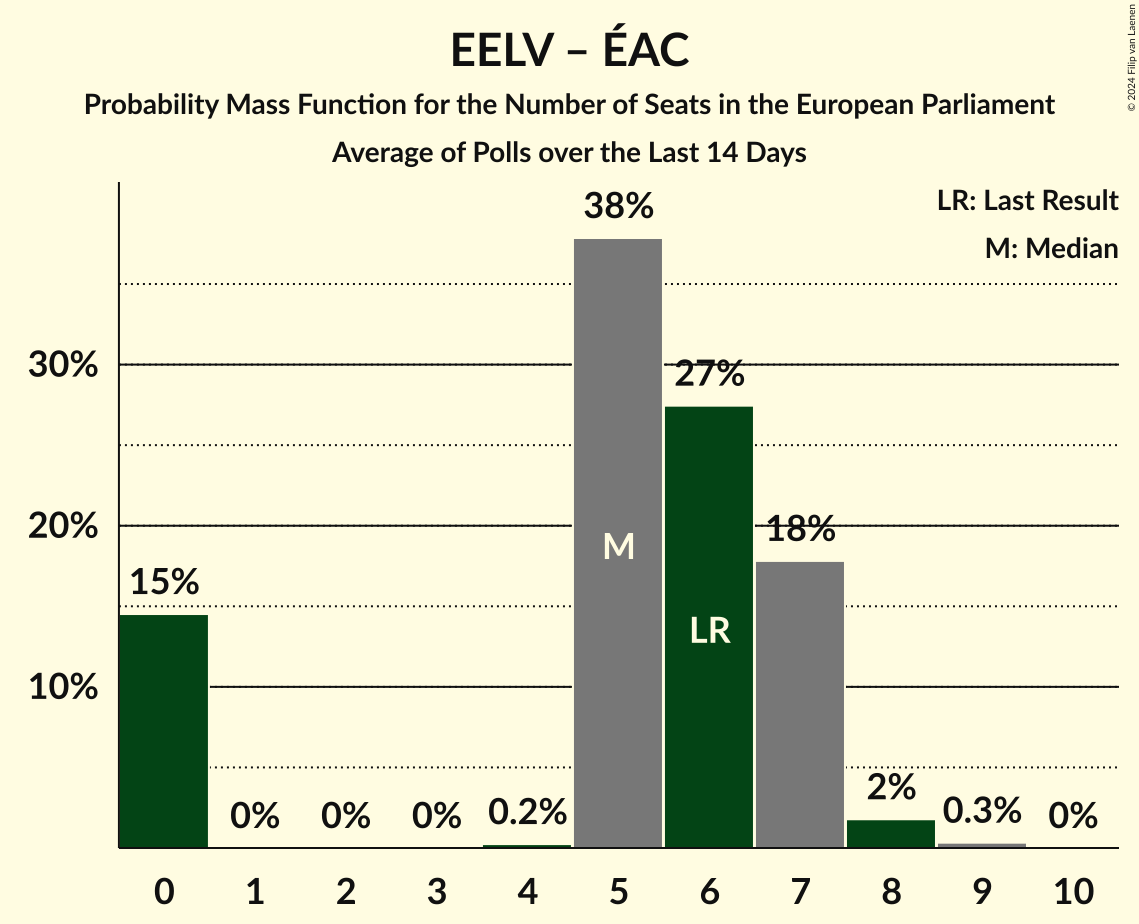 EELV – ÉAC
Probability Mass Function for the Number of Seats in the European Parliament
Average of Polls over the Last 14 Days
© 2024 Filip van Laenen
LR: Last Result
M: Median
38%
30%
27%
20%
18%
M
15%
LR
10%
2%
0%
0%
0%
0.2%
0.3%
0%
0 1 2 3 4 5 6 7 8 9 10